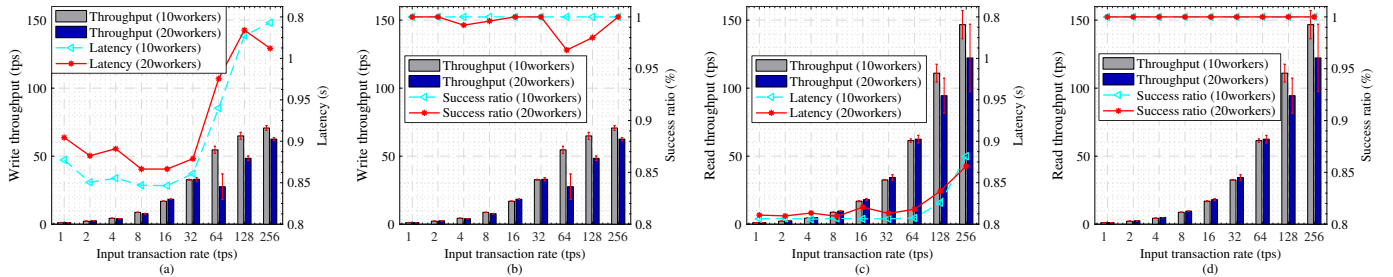 Write throughput (tps)
150
100
50
0
Throughput (10workers)
Throughput (20workers)
Latency (10workers)
Latency (20workers)
0.8
1
0.95
0.9
0.85
0.8
Latency (s)
1 2 4 8 16 32 64 128 256
Input transaction rate (tps)
(a)
Write throughput (tps)
150
100
50
0
Throughput (10workers)
Throughput (20workers)
Success ratio (10workers)
Success ratio (20workers)
1
0.95
0.9
0.85
0.8
Success ratio (%)
1 2 4 8 16 32 64 128 256
Input transaction rate (tps)
(b)
Read throughput (tps)
150
100
50
0
Throughput (10workers)
Throughput (20workers)
Latency (10workers)
Latency (20workers)
0.8
1
0.95
0.9
0.85
0.8
Latency (s)
1 2 4 8 16 32 64 128 256
Input transaction rate (tps)
(c)
Read throughput (tps)
150
100
50
0
Throughput (10workers)
Throughput (20workers)
Success ratio (10workers)
Success ratio (20workers)
1
0.95
0.9
0.85
0.8
Success ratio (%)
1 2 4 8 16 32 64 128 256
Input transaction rate (tps)
(d)